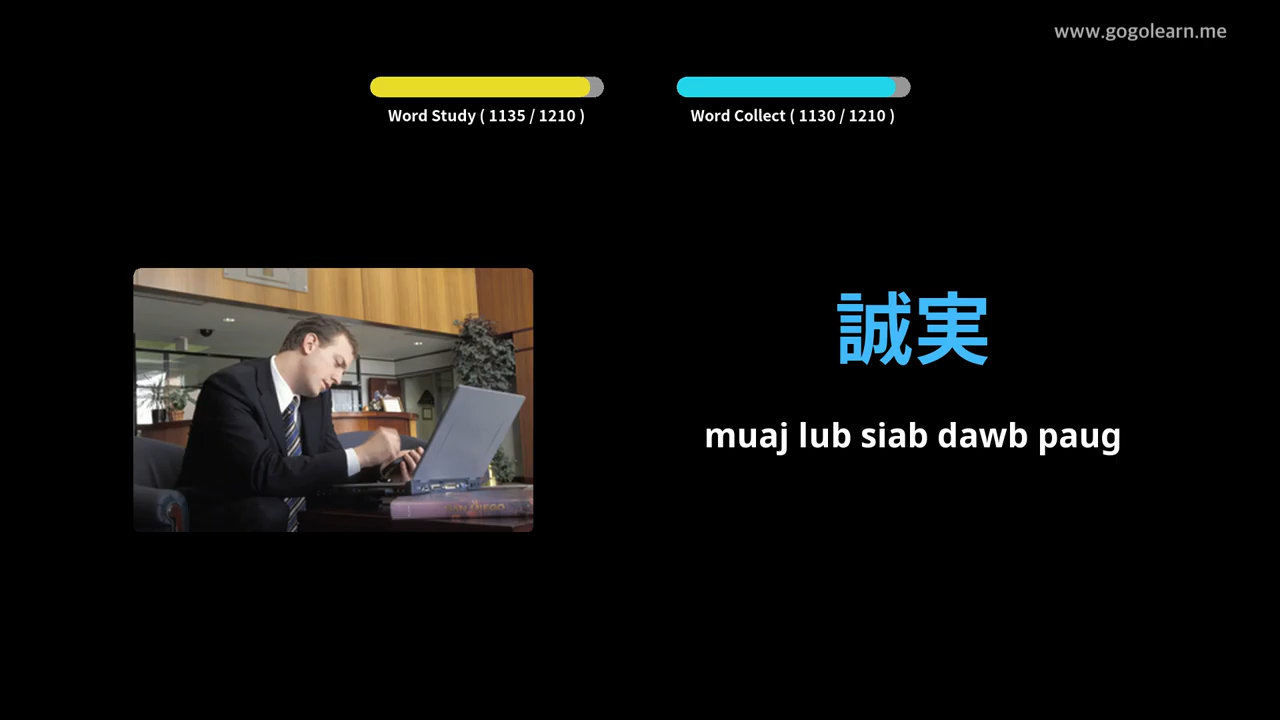 www.gogolearn.me
Word Study ( 1135 / 1210 )
Word Collect ( 1130 / 1210 )
誠実
muaj lub siab dawb paug